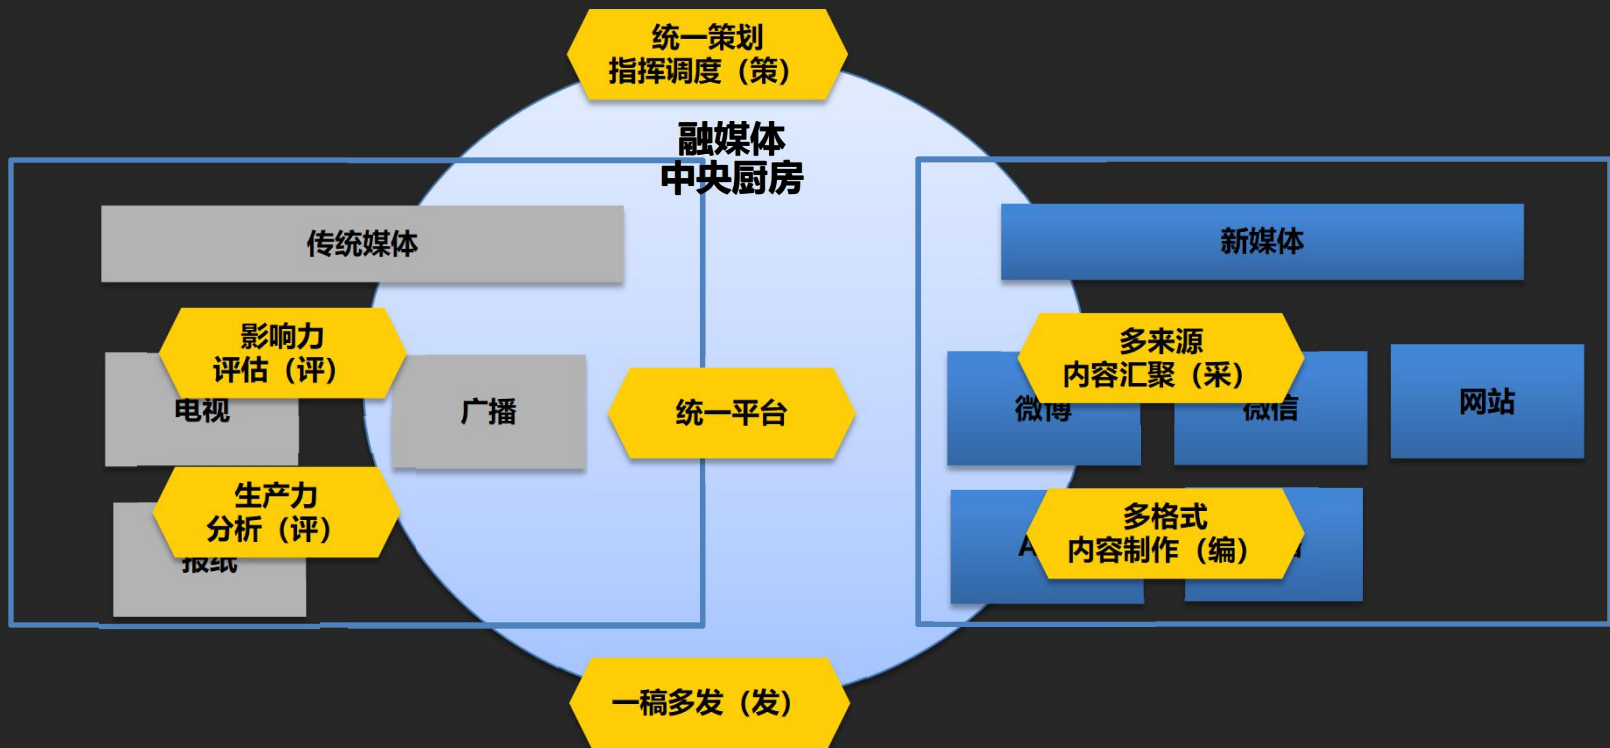 统一策划
指挥调度（策）
融媒体
中央厨房
传统媒体
新媒体
影响力
评估（评）
多来源
内容汇聚（采）
电视
广播
统一平台
微博
微信
网站
生产力
分析（评）
多格式
内容制作（编）
报纸
一稿多发（发）